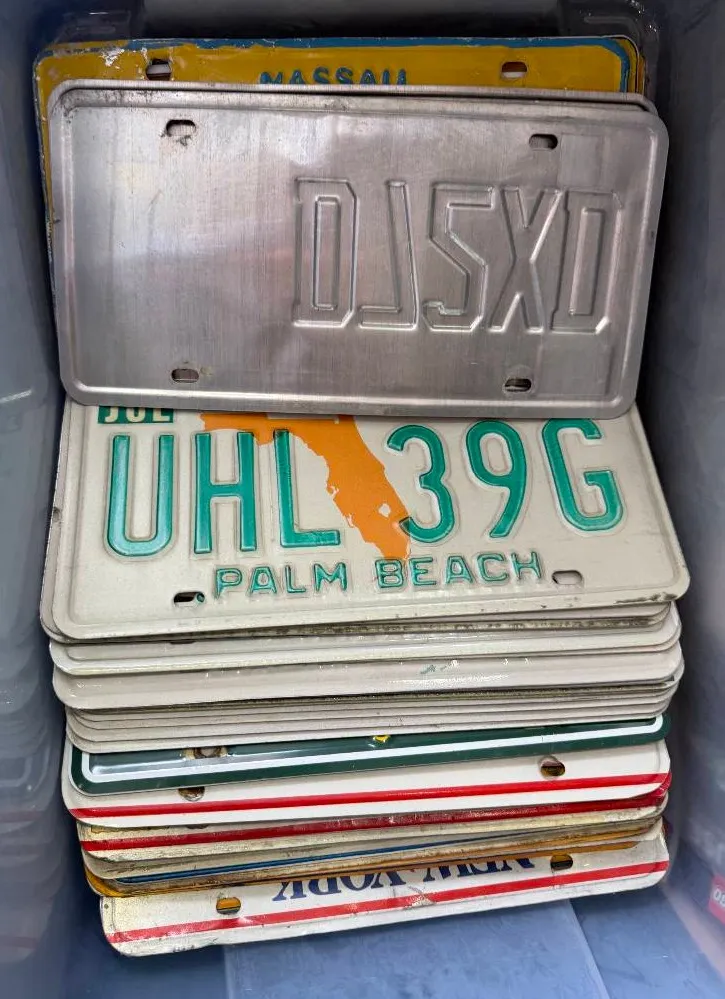 NASSAU
JUL
UHL 39G
PALM BEACH
NEW YORK